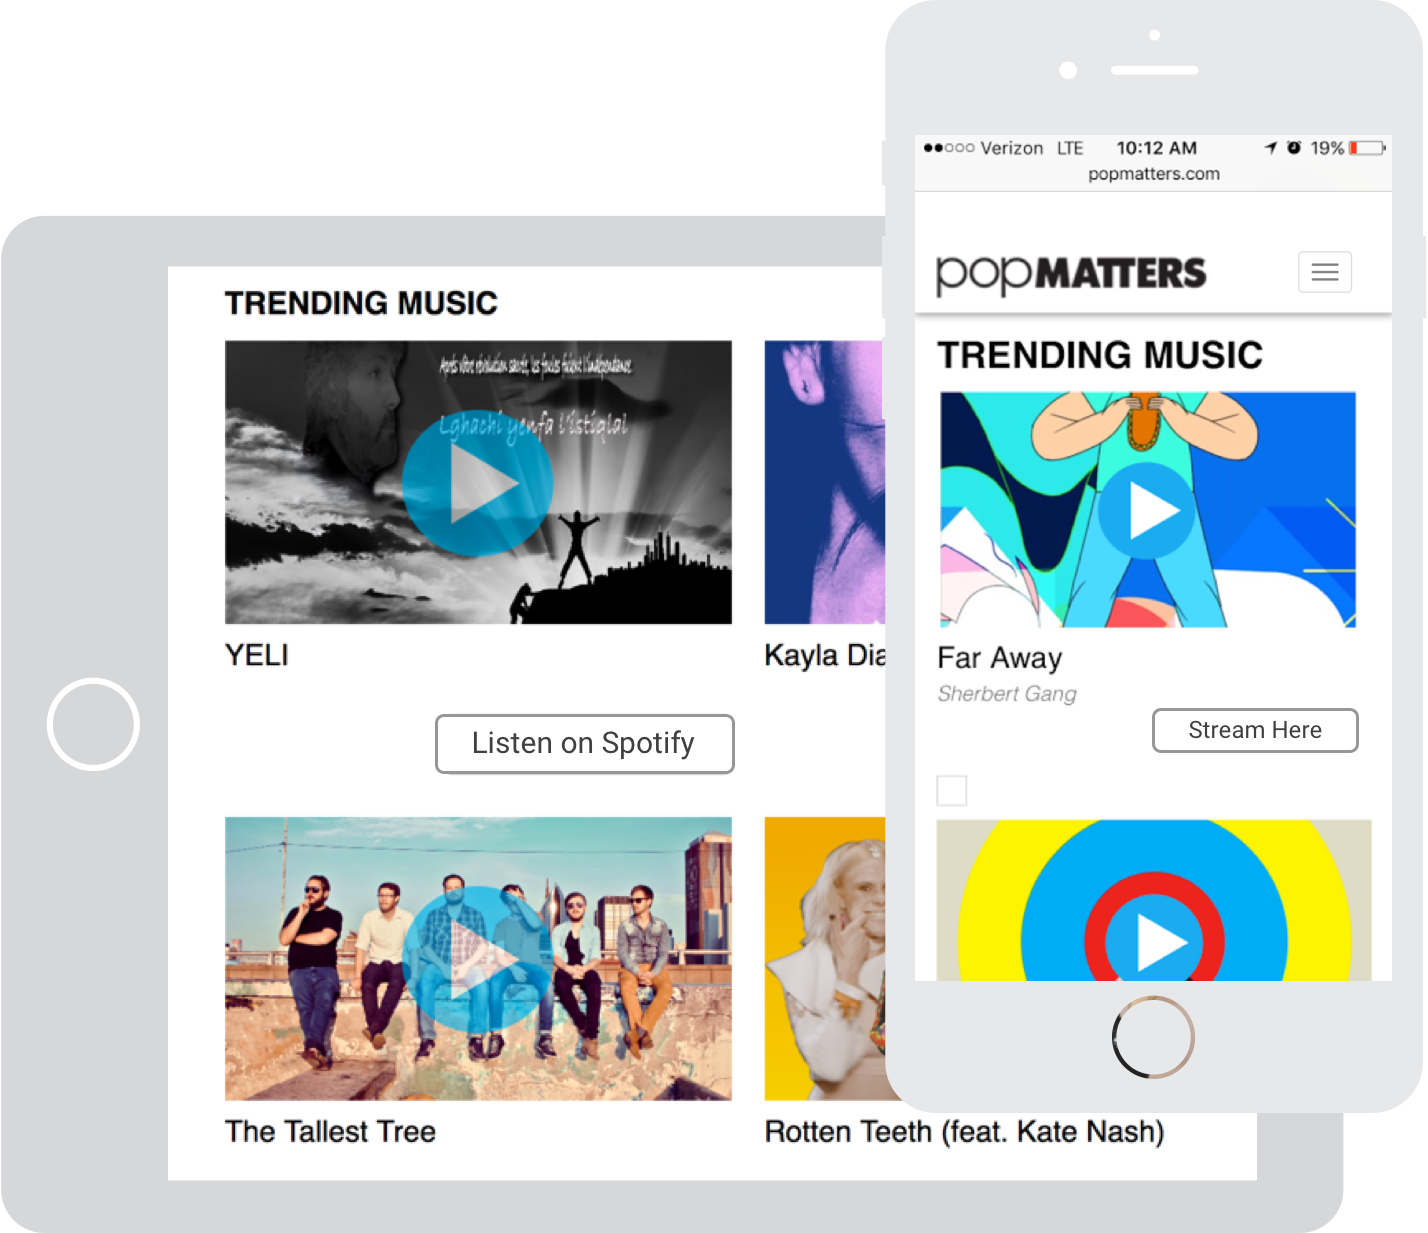 TRENDING MUSIC
Lghachi yenfa l'istiqlal
YELI
Kayla Dia
Listen on Spotify
The Tallest Tree
Rotten Teeth (feat. Kate Nash)
Verizon LTE 10:12 AM 19%
popmatters.com
popMATTERS
TRENDING MUSIC
Far Away
Sherbert Gang
Stream Here